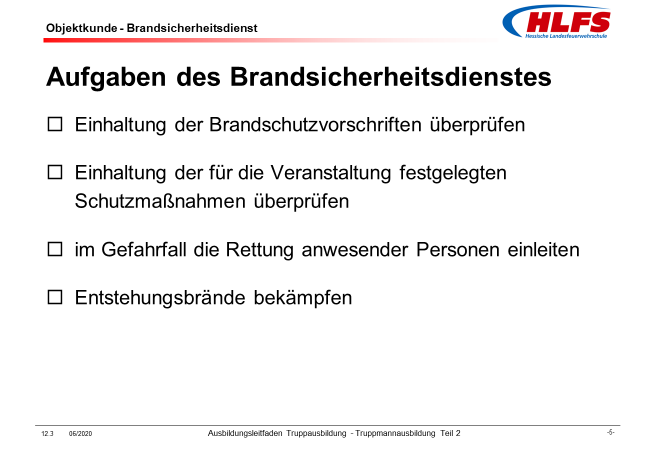 Objektkunde - Brandsicherheitsdienst
HLFS
Hessische Landesfeuerwehrschule
Aufgaben des Brandsicherheitsdienstes
Einhaltung der Brandschutzvorschriften überprüfen
Einhaltung der für die Veranstaltung festgelegten
Schutzmaßnahmen überprüfen
im Gefahrfall die Rettung anwesender Personen einleiten
Entstehungsbrände bekämpfen
12.3 06/2020 Ausbildungsleitfaden Truppausbildung - Truppmannausbildung Teil 2 -5-